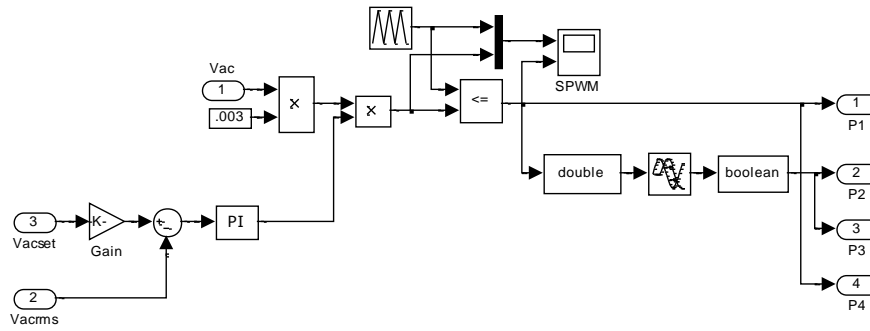 Vac
1
.003
x
x
<=
SPWM
1
P1
double
boolean
2
P2
3
Vacset
-K-
Gain
+
-
PI
3
P3
2
Vacrms
4
P4